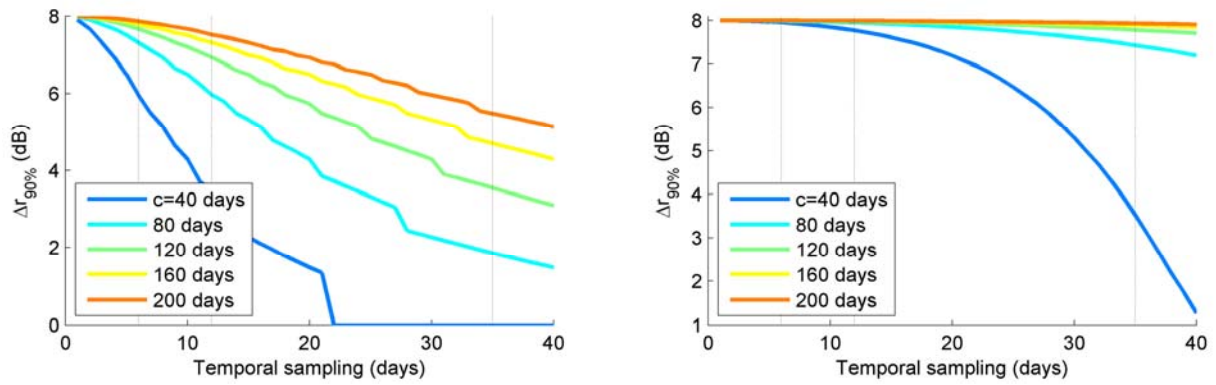 8
6
4
2
0
Δr90% (dB)
c=40 days
80 days
120 days
160 days
200 days
0 10 20 30 40
Temporal sampling (days)
8
7
6
5
4
3
2
1
Δr90% (dB)
c=40 days
80 days
120 days
160 days
200 days
0 10 20 30 40
Temporal sampling (days)